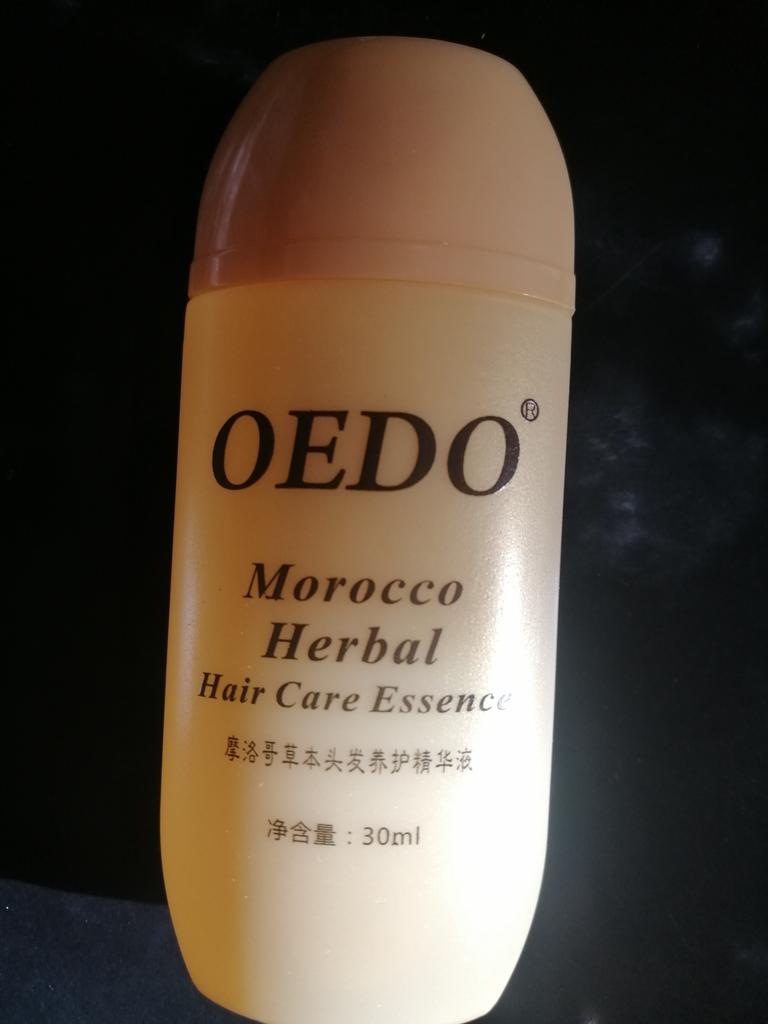 OEDO®
Morocco
Herbal
Hair Care Essence
摩洛哥草本头发养护精华液
净含量：30ml